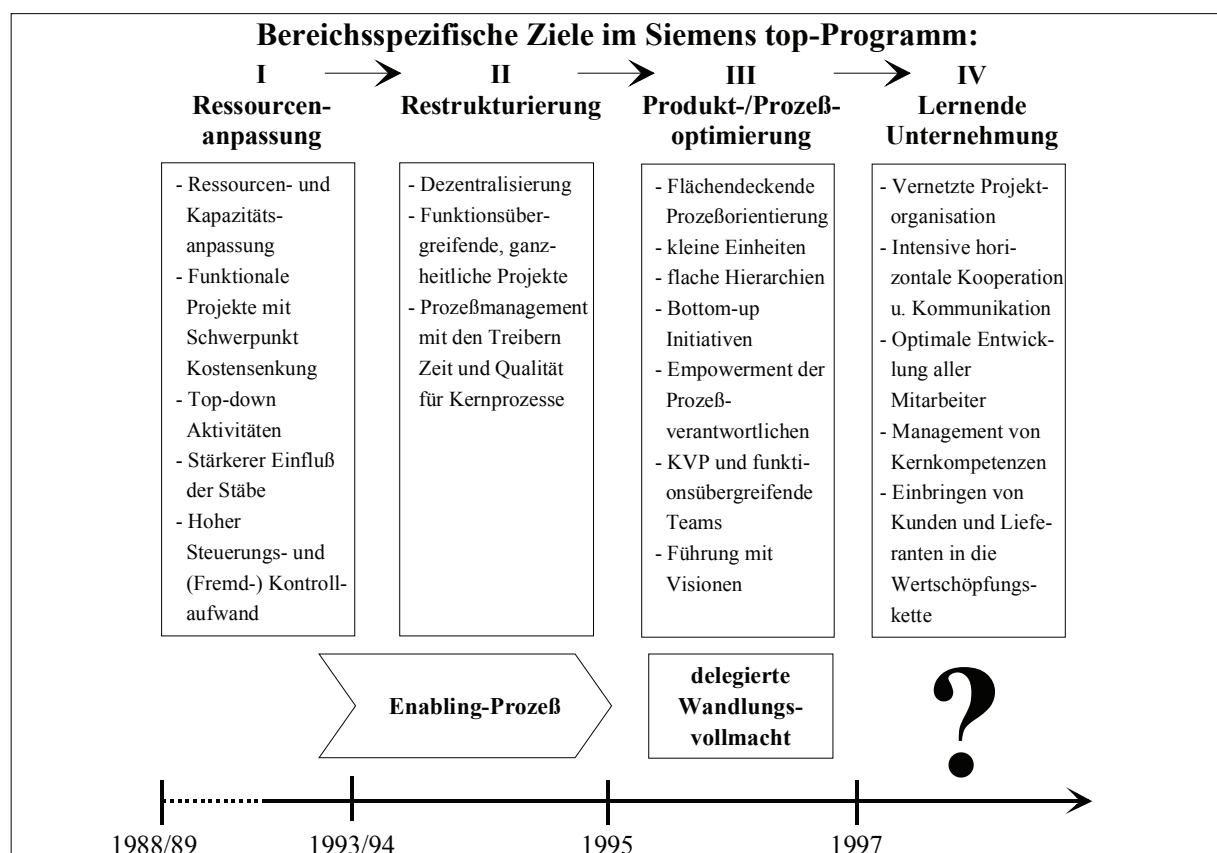 Bereichsspezifische Ziele im Siemens top-Programm:
I
Ressourcen-
anpassung
II
Restrukturierung
III
Produkt-/Prozeß-
optimierung
IV
Lernende
Unternehmung
- Ressourcen- und
Kapazitäts-
anpassung
- Funktionale
Projekte mit
Schwerpunkt
Kostensenkung
- Top-down
Aktivitäten
- Stärkerer Einfluß
der Stäbe
- Hoher
Steuerungs- und
(Fremd-) Kontroll-
aufwand
- Dezentralisierung
- Funktionsüber-
greifende, ganz-
heitliche Projekte
- Prozeßmanagement
mit den Treibern
Zeit und Qualität
für Kernprozesse
- Flächendeckende
Prozeßorientierung
- kleine Einheiten
- flache Hierarchien
- Bottom-up
Initiativen
- Empowerment der
Prozeß-
verantwortlichen
- KVP und funkti-
onsübergreifende
Teams
- Führung mit
Visionen
- Vernetzte Projekt-
organisation
- Intensive hori-
zontale Kooperation
u. Kommunikation
- Optimale Entwick-
lung aller
Mitarbeiter
- Management von
Kernkompetenzen
- Einbringen von
Kunden und Liefe-
ranten in die
Wertschöpfungs-
kette
Enabling-Prozeß
delegierte
Wandlungs-
vollmacht
?
1988/89
1993/94
1995
1997